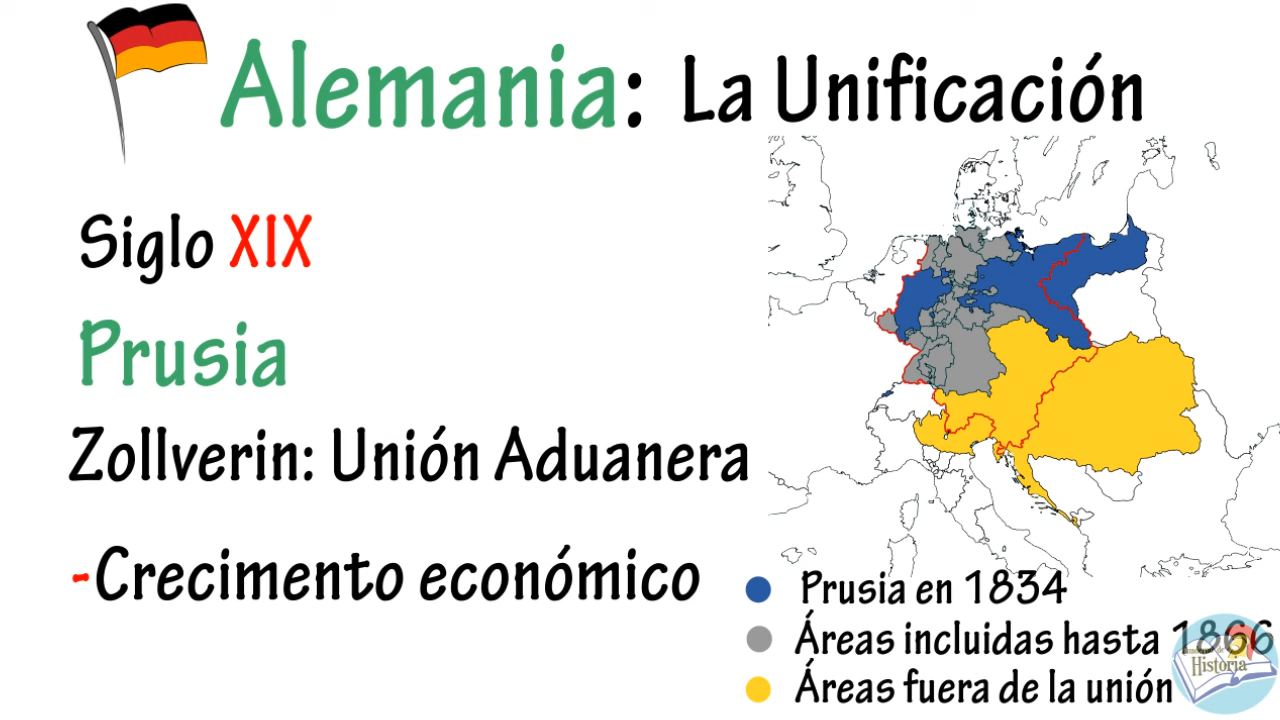 Alemania: La Unificación
Siglo XIX
Prusia
Zollverin: Unión Aduanera
-Crecimento económico
Prusia en 1834
Áreas incluidas hasta 1866
Áreas fuera de la unión
Historia